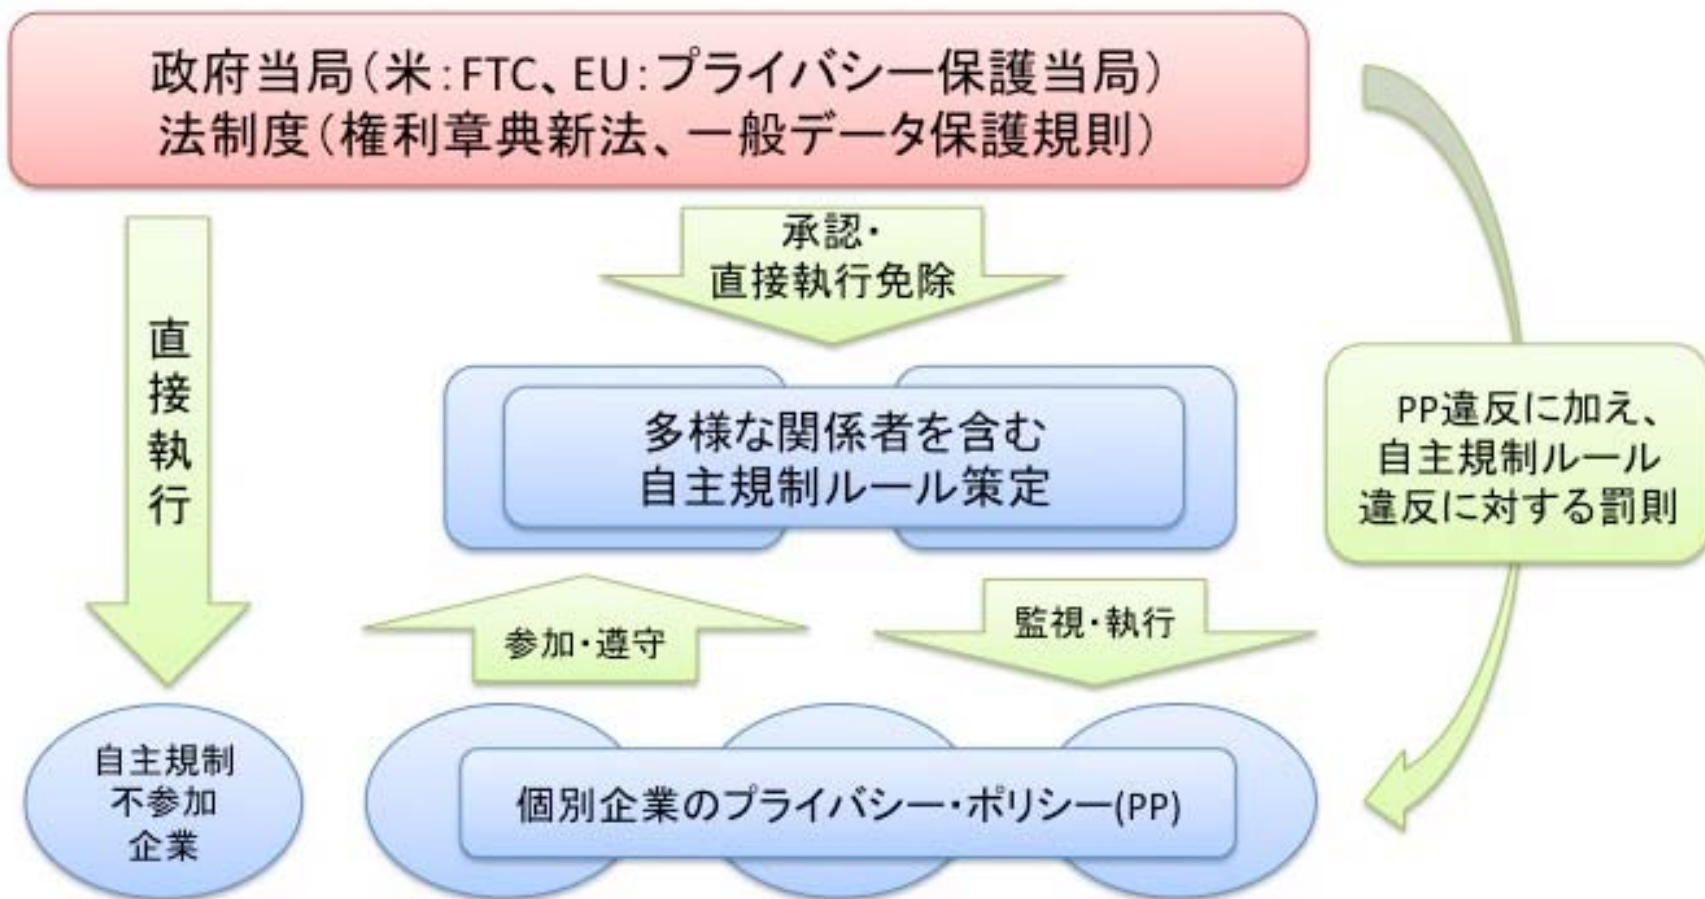 政府当局(米:FTC、EU:プライバシー保護当局)
法制度(権利章典新法、一般データ保護規則)
直接執行
承認・
直接執行免除
多様な関係者を含む
自主規制ルール策定
PP違反に加え、
自主規制ルール
違反に対する罰則
参加・遵守
監視・執行
自主規制
不参加
企業
個別企業のプライバシー・ポリシー(PP)